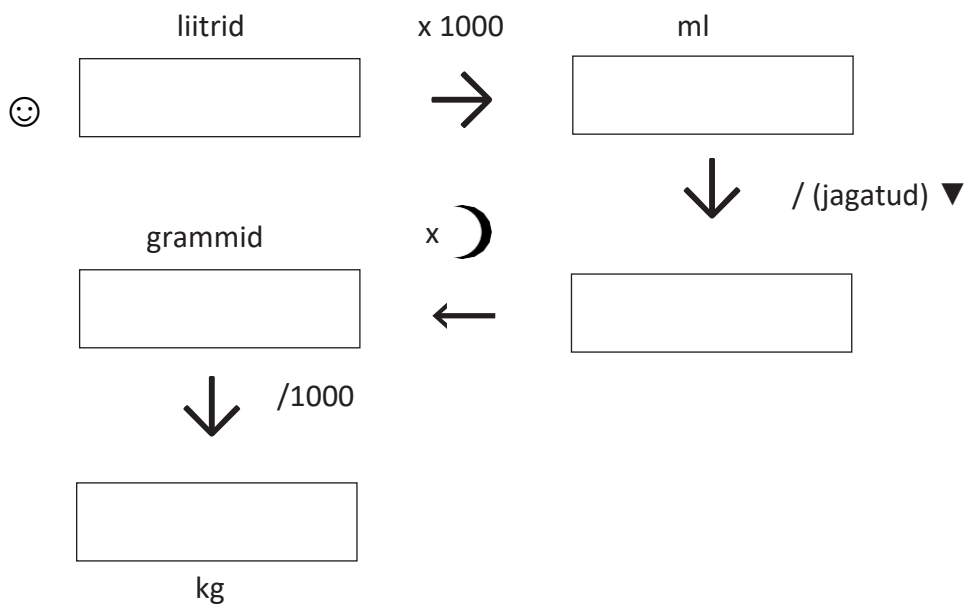 liitrid x 1000 ml
/ (jagatud) ▼
grammid x
/1000
kg